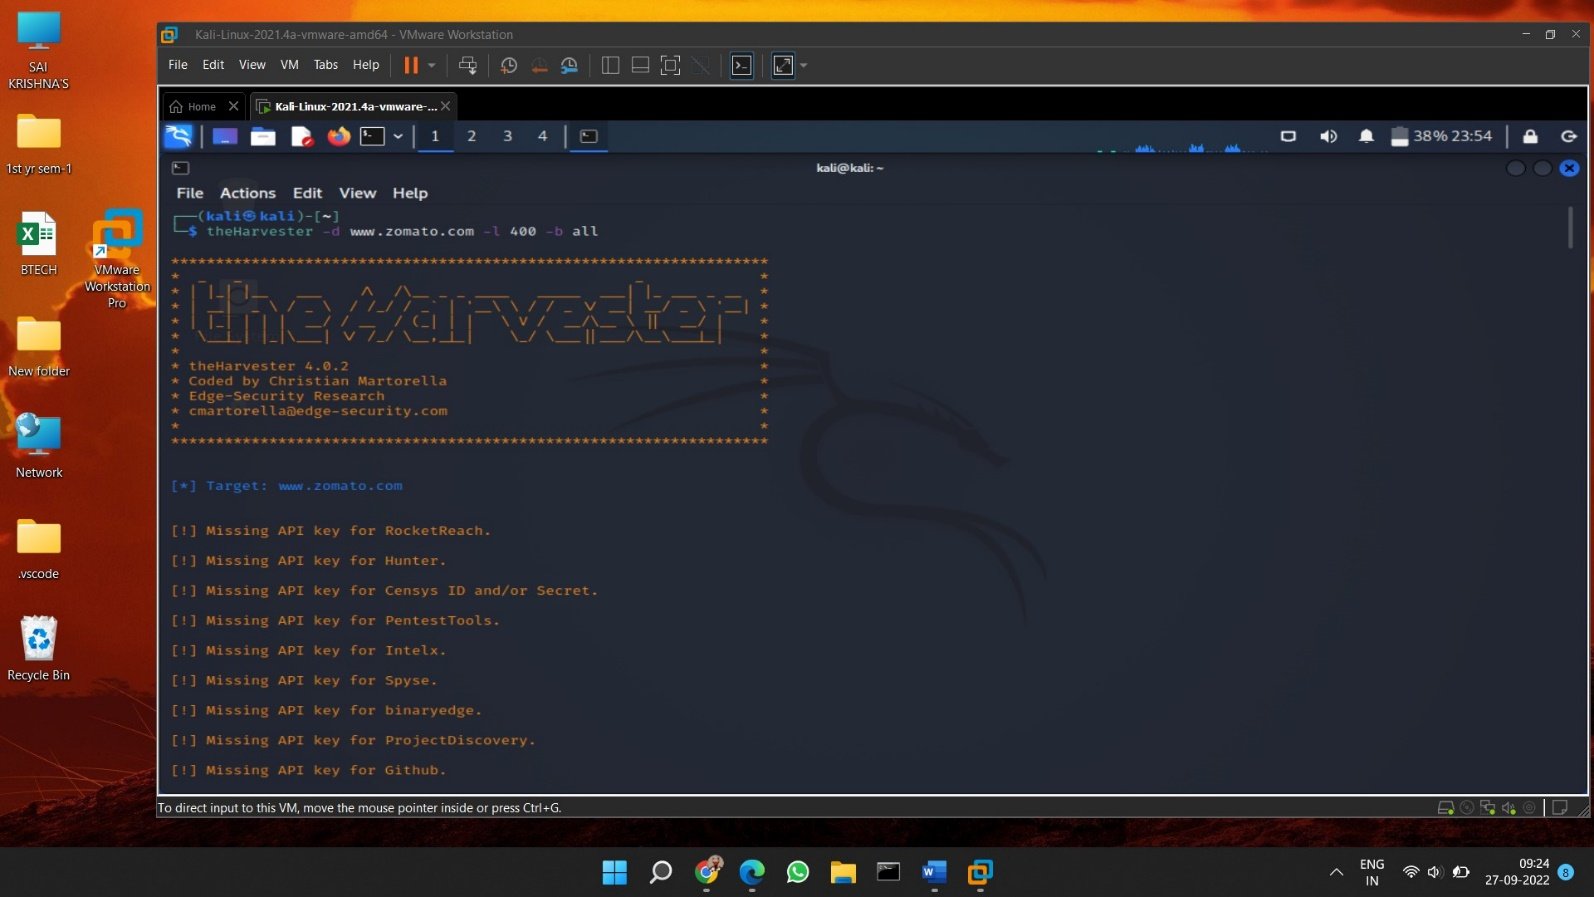 SAI
KRISHNA'S
1st yr sem-1
BTECH
VMware
Workstation
Pro
New folder
Network
.vscode
Recycle Bin
Kali-Linux-2021.4a-vmware-amd64 - VMware Workstation
File Edit View VM Tabs Help
Home Kali-Linux-2021.4a-vmware-...
1 2 3 4 38% 23:54
kali@kali: ~
File Actions Edit View Help
(kali㉿kali)-[~]
$ theHarvester -d www.zomato.com -l 400 -b all
theHarvester
* theHarvester 4.0.2 *
* Coded by Christian Martorella *
* Edge-Security Research *
* cmartorella@edge-security.com *
[*] Target: www.zomato.com
[!] Missing API key for RocketReach.
[!] Missing API key for Hunter.
[!] Missing API key for Censys ID and/or Secret.
[!] Missing API key for PentestTools.
[!] Missing API key for Intelx.
[!] Missing API key for Spyse.
[!] Missing API key for binaryedge.
[!] Missing API key for ProjectDiscovery.
[!] Missing API key for Github.
To direct input to this VM, move the mouse pointer inside or press Ctrl+G.
ENG
IN
09:24
27-09-2022
8